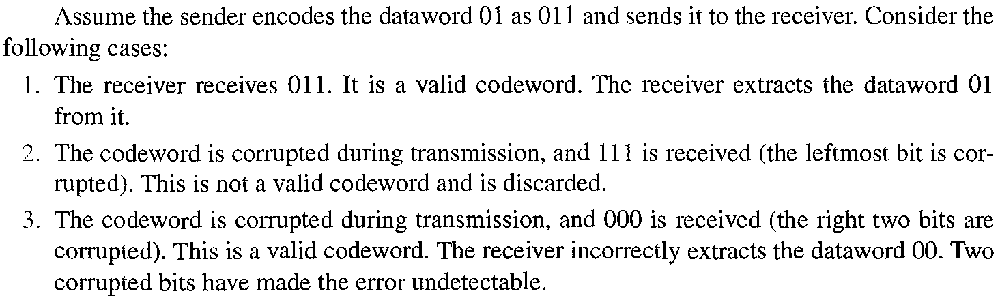 Assume the sender encodes the dataword 01 as 011 and sends it to the receiver. Consider the
following cases:
1. The receiver receives 011. It is a valid codeword. The receiver extracts the dataword 01
from it.
2. The codeword is corrupted during transmission, and 111 is received (the leftmost bit is cor-
rupted). This is not a valid codeword and is discarded.
3. The codeword is corrupted during transmission, and 000 is received (the right two bits are
corrupted). This is a valid codeword. The receiver incorrectly extracts the dataword 00. Two
corrupted bits have made the error undetectable.